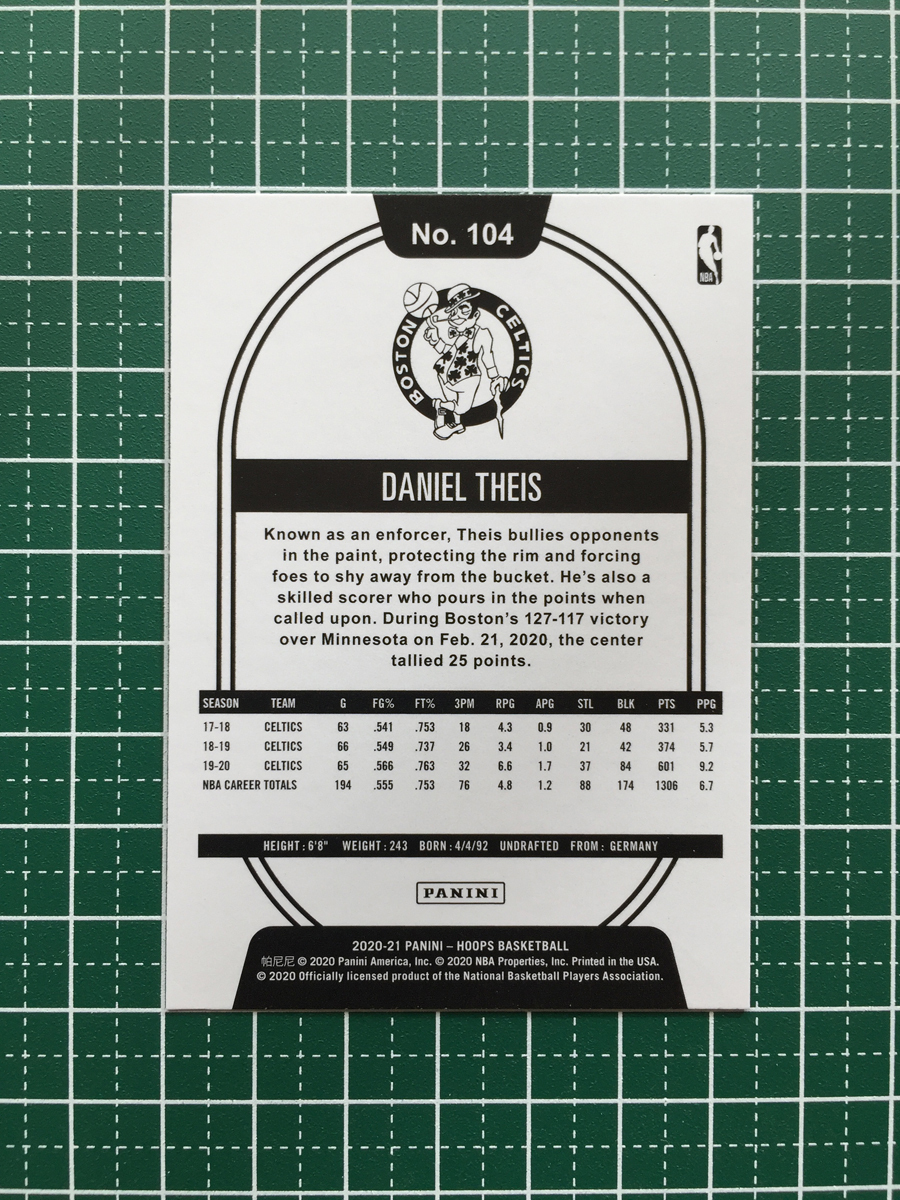 No. 104
NBA
BOSTON CELTICS
DANIEL THEIS
Known as an enforcer, Theis bullies opponents
in the paint, protecting the rim and forcing
foes to shy away from the bucket. He's also a
skilled scorer who pours in the points when
called upon. During Boston's 127-117 victory
over Minnesota on Feb. 21, 2020, the center
tallied 25 points.
SEASON TEAM G FG% FT% 3PM RPG APG STL BLK PTS PPG
17-18 CELTICS 63 .541 .753 18 4.3 0.9 30 48 331 5.3
18-19 CELTICS 66 .549 .737 26 3.4 1.0 21 42 374 5.7
19-20 CELTICS 65 .566 .763 32 6.6 1.7 37 84 601 9.2
NBA CAREER TOTALS 194 .555 .753 76 4.8 1.2 88 174 1306 6.7
HEIGHT: 6'8" WEIGHT: 243 BORN: 4/4/92 UNDRAFTED FROM: GERMANY
PANINI
2020-21 PANINI – HOOPS BASKETBALL
帕尼尼 © 2020 Panini America, Inc. © 2020 NBA Properties, Inc. Printed in the USA.
© 2020 Officially licensed product of the National Basketball Players Association.